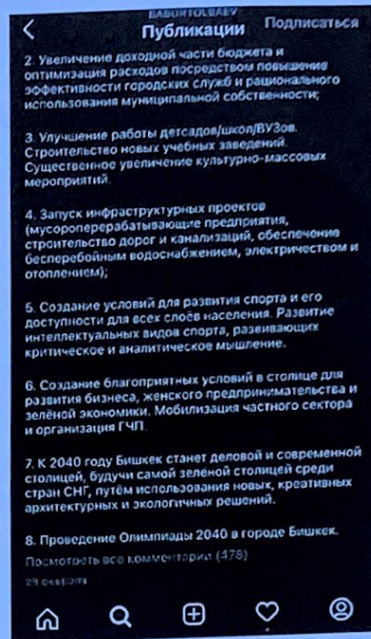 BABURTOLBAEV
Публикации
Подписаться
2. Увеличение доходной части бюджета и
оптимизация расходов посредством повышение
эффективности городских служб и рационального
использования муниципальной собственности;
3. Улучшение работы детсадов/школ/ВУЗов.
Строительство новых учебных заведений.
Существенное увеличение культурно-массовых
мероприятий.
4. Запуск инфраструктурных проектов
(мусороперерабатывающие предприятия,
строительство дорог и канализаций, обеспечение
бесперебойным водоснабжением, электричеством и
отоплением);
5. Создание условий для развития спорта и его
доступности для всех слоёв населения. Развитие
интеллектуальных видов спорта, развивающих
критическое и аналитическое мышление.
6. Создание благоприятных условий в столице для
развития бизнеса, женского предпринимательства и
зелёной экономики. Мобилизация частного сектора
и организация ГЧП.
7. К 2040 году Бишкек станет деловой и современной
столицей, будучи самой зелёной столицей среди
стран СНГ, путём использования новых, креативных
архитектурных и экологичных решений.
8. Проведение Олимпиады 2040 в городе Бишкек.
Посмотреть все комментарии (478)
28 февраля